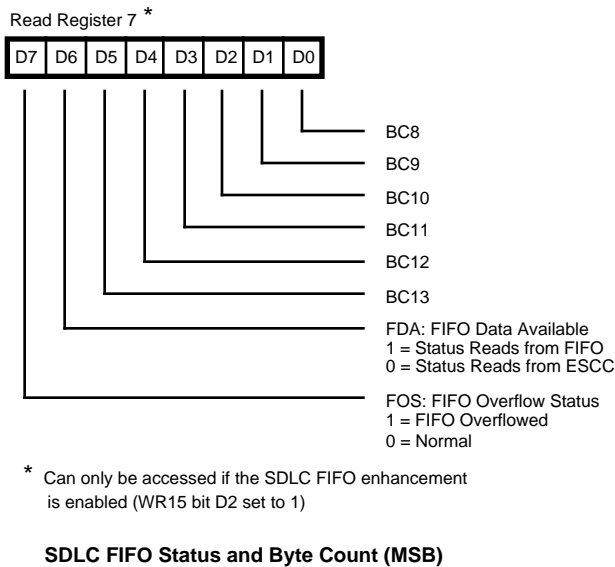 Read Register 7 *
D7 D6 D5 D4 D3 D2 D1 D0
BC8
BC9
BC10
BC11
BC12
BC13
FDA: FIFO Data Available
1 = Status Reads from FIFO
0 = Status Reads from ESCC
FOS: FIFO Overflow Status
1 = FIFO Overflowed
0 = Normal
* Can only be accessed if the SDLC FIFO enhancement
is enabled (WR15 bit D2 set to 1)
SDLC FIFO Status and Byte Count (MSB)